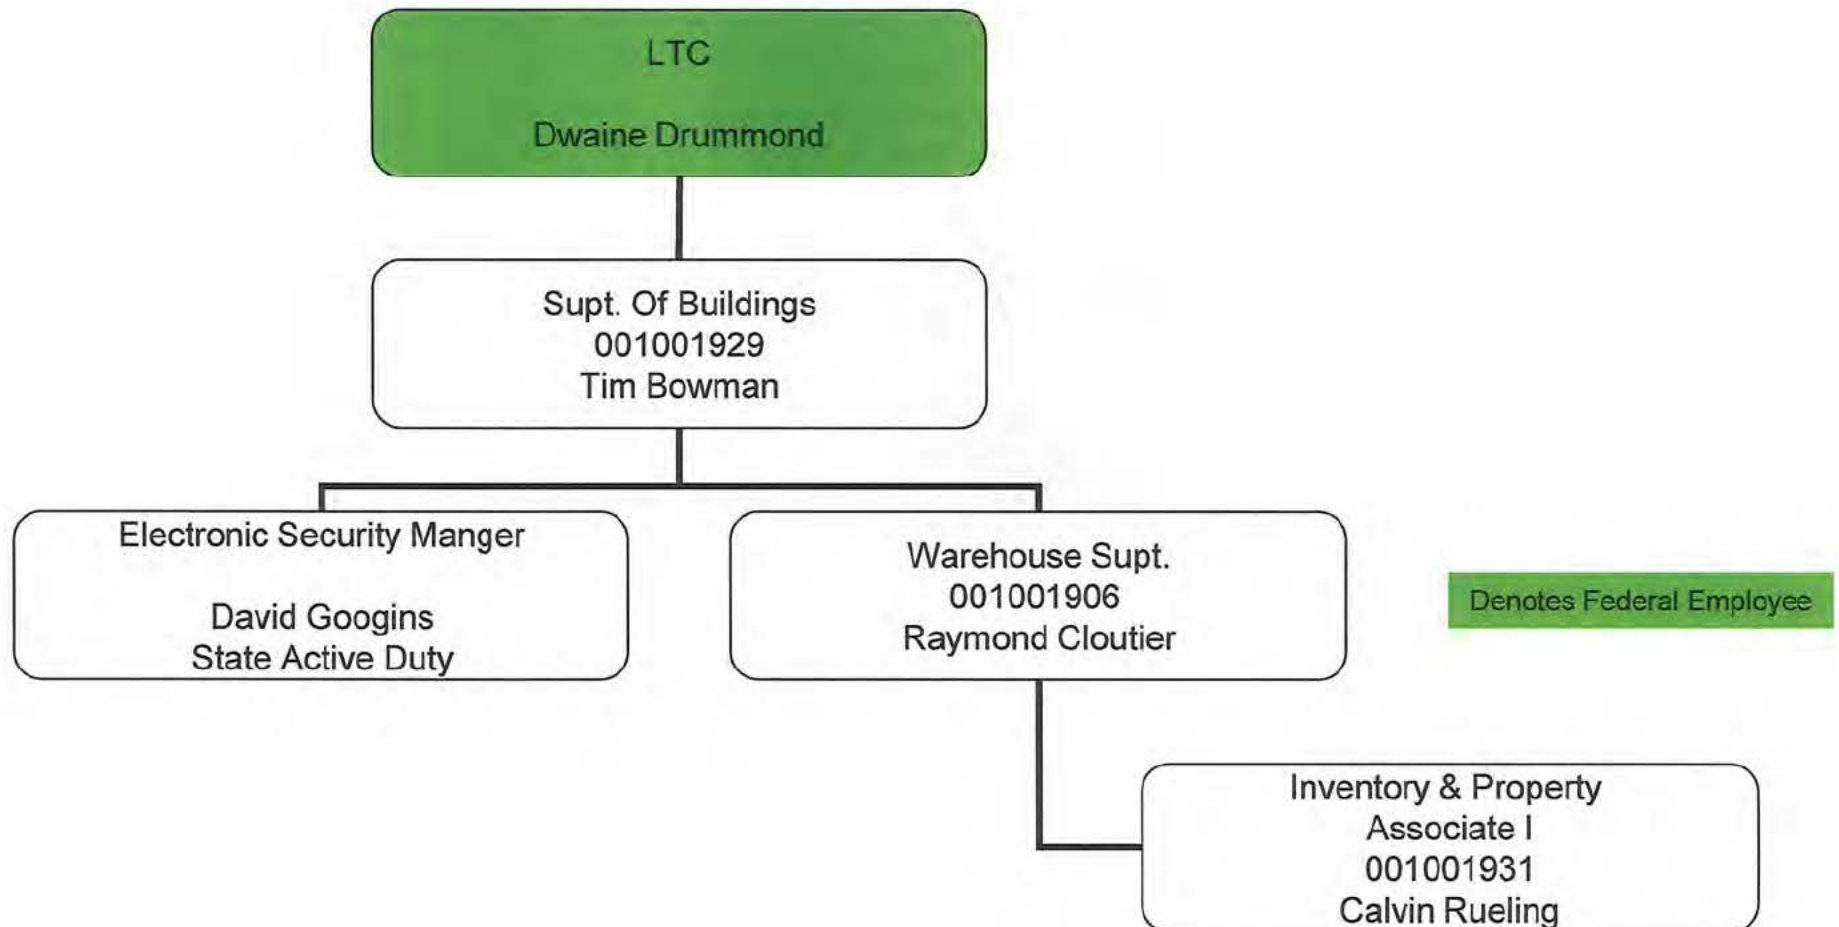 LTC
Dwaine Drummond
Supt. Of Buildings
001001929
Tim Bowman
Electronic Security Manger
David Googins
State Active Duty
Warehouse Supt.
001001906
Raymond Cloutier
Denotes Federal Employee
Inventory & Property
Associate I
001001931
Calvin Rueling